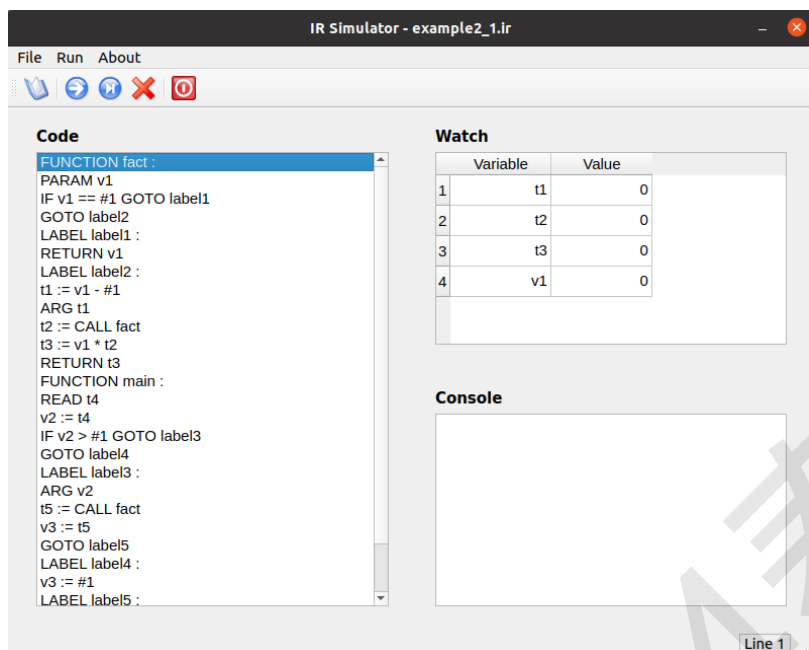 IR Simulator - example2_1.ir
File Run About
Code
FUNCTION fact :
PARAM v1
IF v1 == #1 GOTO label1
GOTO label2
LABEL label1 :
RETURN v1
LABEL label2 :
t1 := v1 - #1
ARG t1
t2 := CALL fact
t3 := v1 * t2
RETURN t3
FUNCTION main :
READ t4
v2 := t4
IF v2 > #1 GOTO label3
GOTO label4
LABEL label3 :
ARG v2
t5 := CALL fact
v3 := t5
GOTO label5
LABEL label4 :
v3 := #1
LABEL label5 :
Watch
Variable Value
1 t1 0
2 t2 0
3 t3 0
4 v1 0
Console
Line 1